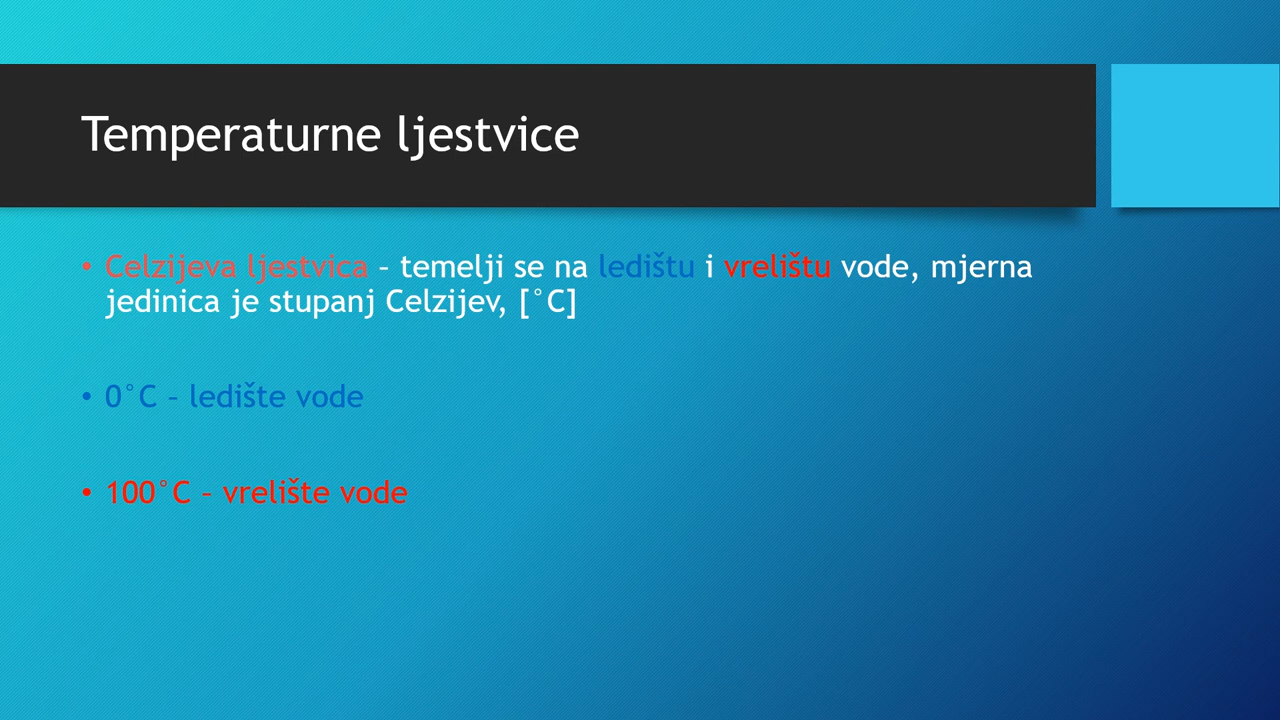 Temperaturne ljestvice
• Celzijeva ljestvica – temelji se na ledištu i vrelištu vode, mjerna
jedinica je stupanj Celzijev, [°C]
• 0°C – ledište vode
• 100°C – vrelište vode